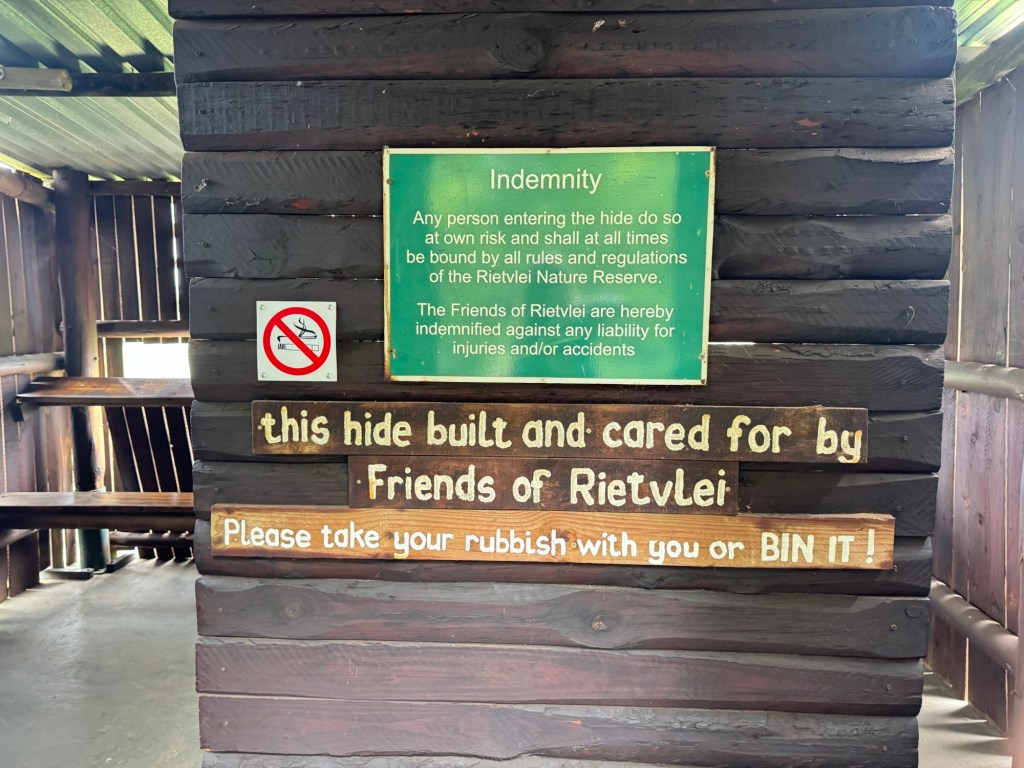 Indemnity
Any person entering the hide do so
at own risk and shall at all times
be bound by all rules and regulations
of the Rietvlei Nature Reserve.
The Friends of Rietvlei are hereby
indemnified against any liability for
injuries and/or accidents
this hide built and cared for by
Friends of Rietvlei
Please take your rubbish with you or BIN IT!